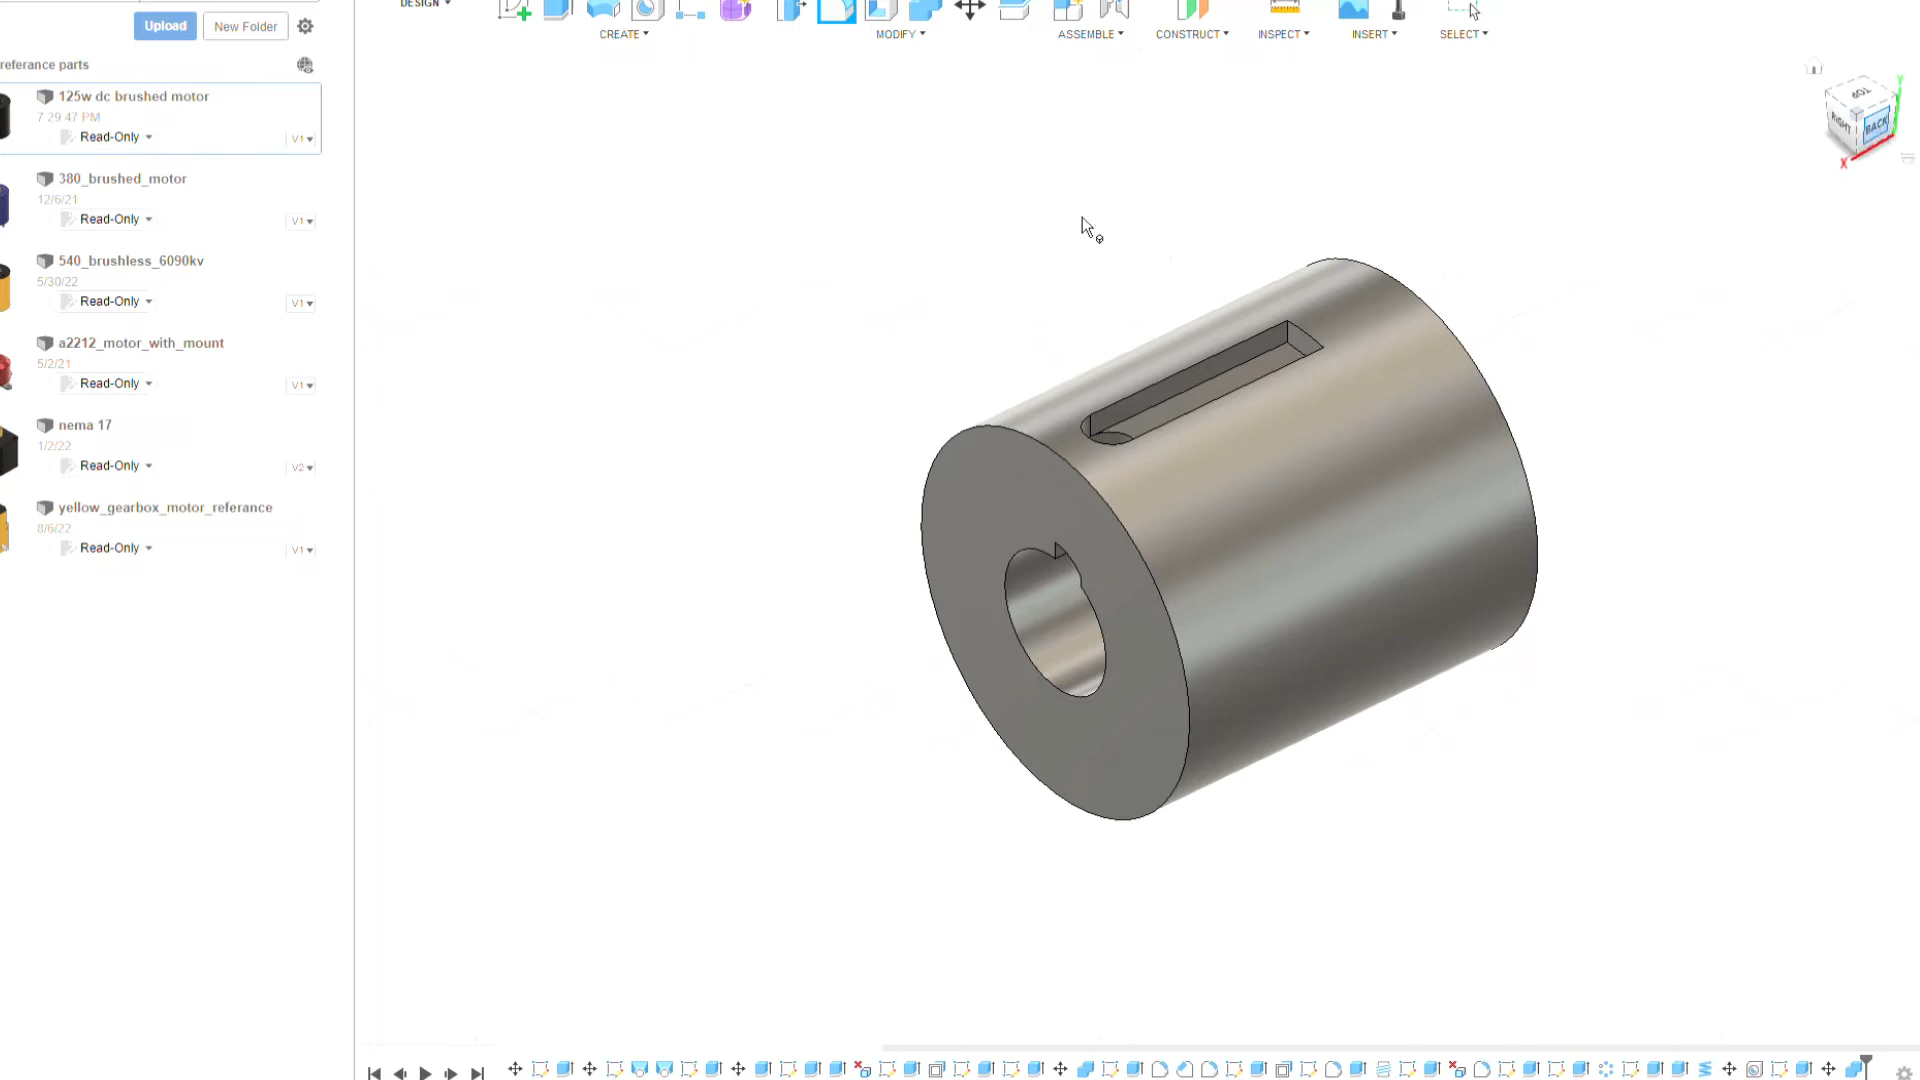 DESIGN
Upload New Folder
CREATE MODIFY ASSEMBLE CONSTRUCT INSPECT INSERT SELECT
referance parts
125w dc brushed motor
7 29 47 PM
Read-Only V1
380_brushed_motor
12/6/21
Read-Only V1
540_brushless_6090kv
5/30/22
Read-Only V1
a2212_motor_with_mount
5/2/21
Read-Only V1
nema 17
1/2/22
Read-Only V2
yellow_gearbox_motor_referance
8/6/22
Read-Only V1
TOP
Y
RIGHT BACK
X